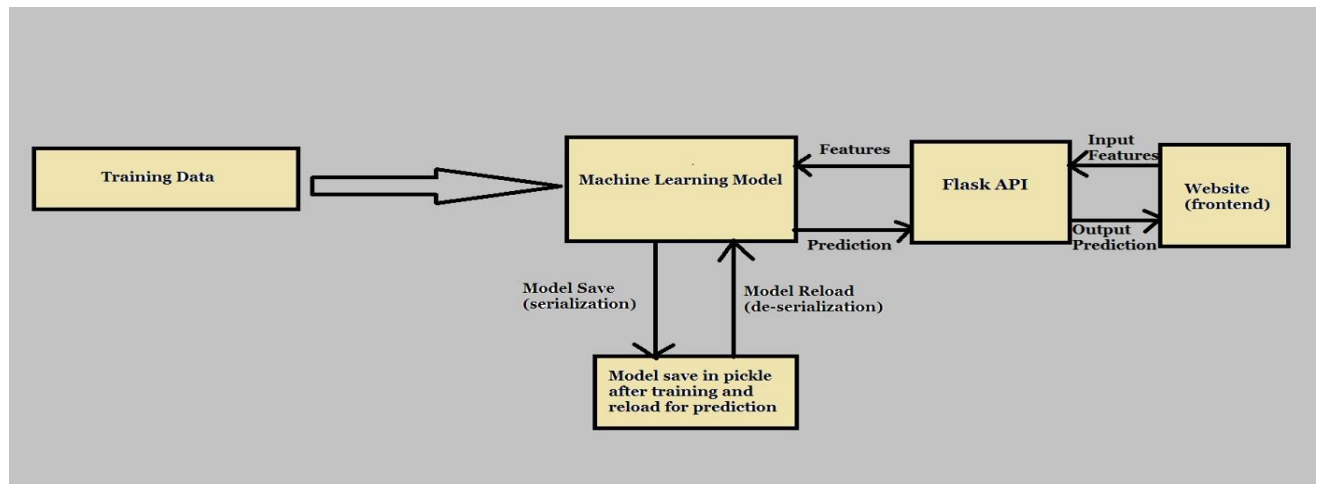 Training Data
Machine Learning Model
Features
Prediction
Flask API
Input
Features
Output
Prediction
Website
(frontend)
Model Save
(serialization)
Model Reload
(de-serialization)
Model save in pickle
after training and
reload for prediction